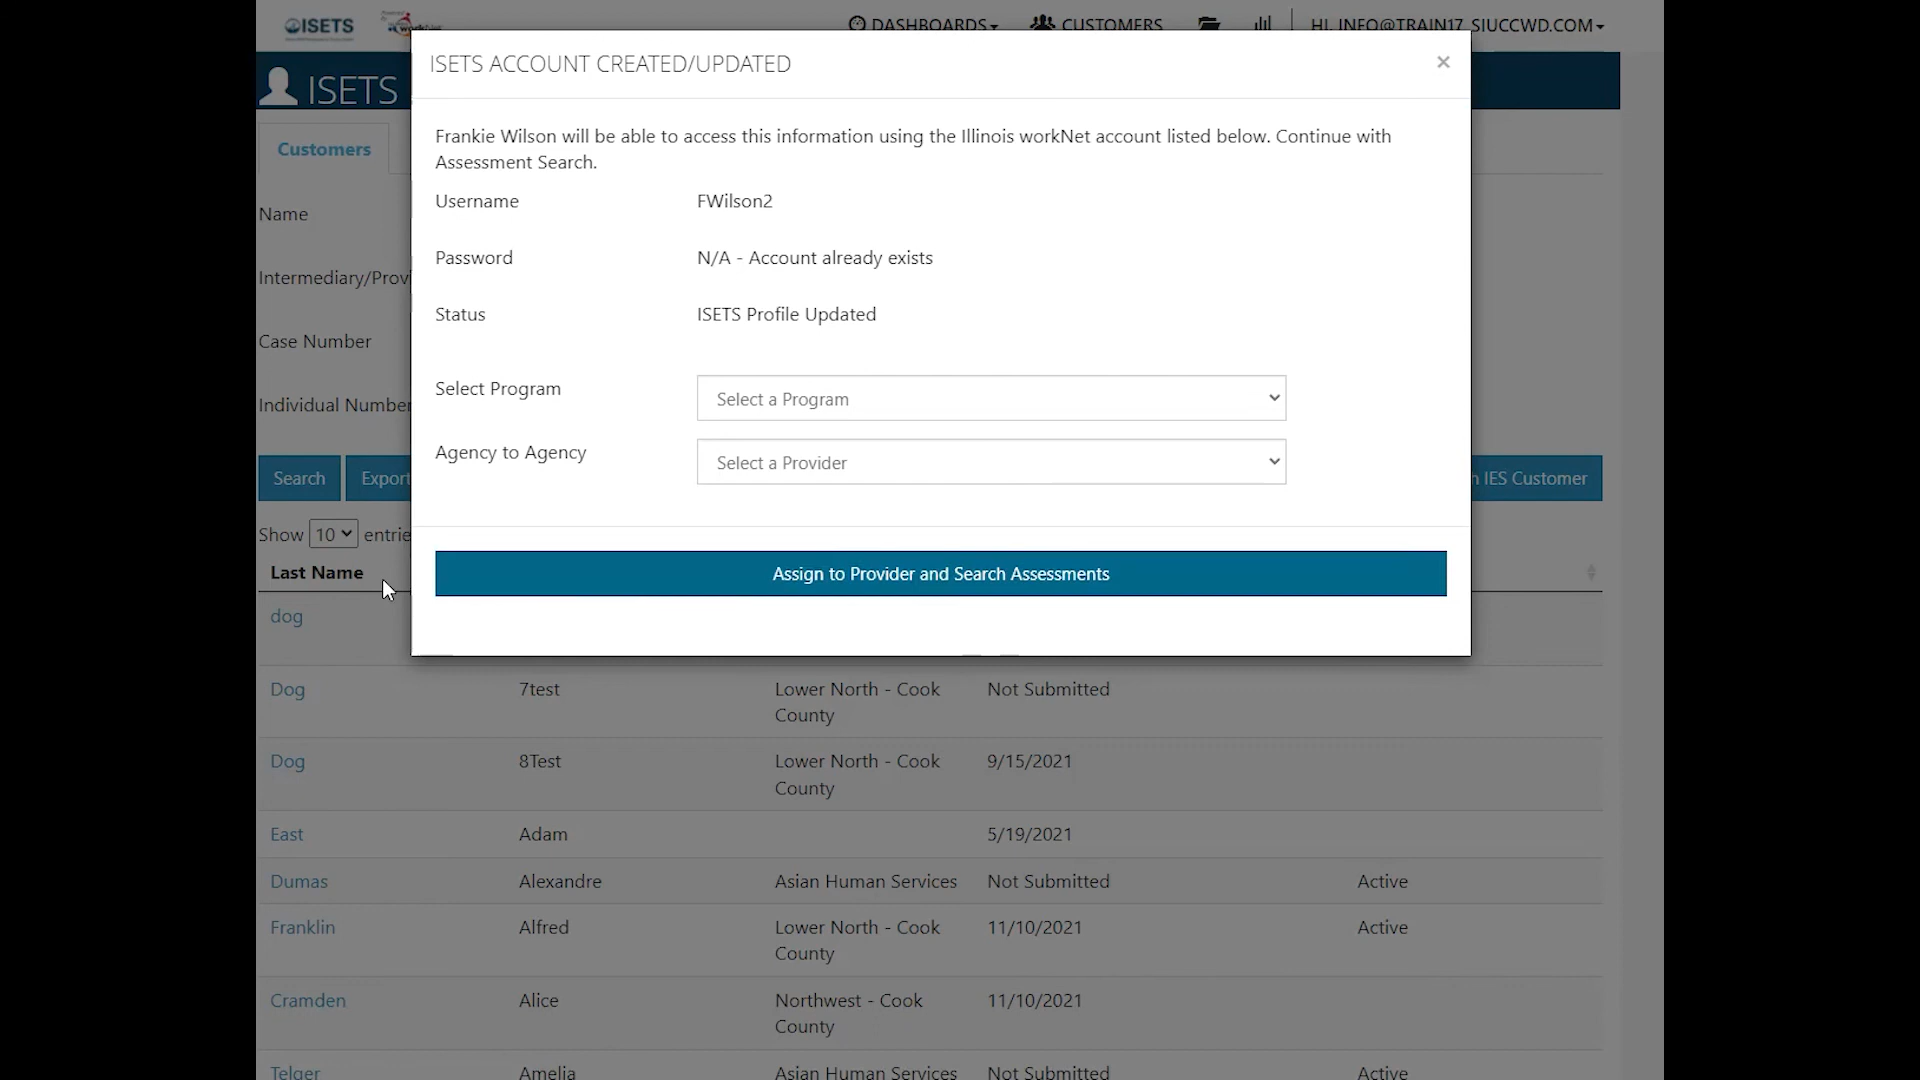 ISETS
DASHBOARDS
CUSTOMERS
HI, INFO@TRAIN17_SIUCCWD.COM
ISETS ACCOUNT CREATED/UPDATED
×
ISETS
Frankie Wilson will be able to access this information using the Illinois workNet account listed below. Continue with
Assessment Search.
Customers
Username FWilson2
Name
Password N/A - Account already exists
Intermediary/Provi
Status ISETS Profile Updated
Case Number
Select Program Select a Program
Individual Number
Agency to Agency Select a Provider
Search Export
IES Customer
Show 10 entrie
Last Name
Assign to Provider and Search Assessments
dog
Dog 7test Lower North - Cook Not Submitted
County
Dog 8Test Lower North - Cook 9/15/2021
County
East Adam 5/19/2021
Dumas Alexandre Asian Human Services Not Submitted Active
Franklin Alfred Lower North - Cook 11/10/2021 Active
County
Cramden Alice Northwest - Cook 11/10/2021
County
Telger Amelia Asian Human Services Not Submitted Active